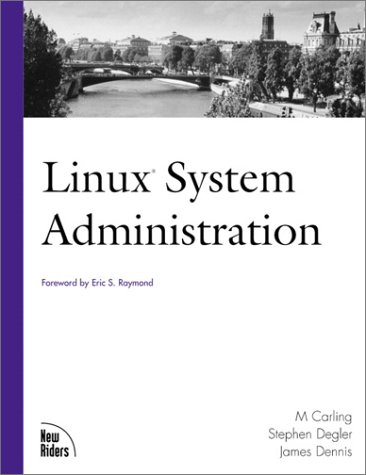 Linux® System
Administration
Foreword by Eric S. Raymond
M Carling
Stephen Degler
James Dennis
New
Riders